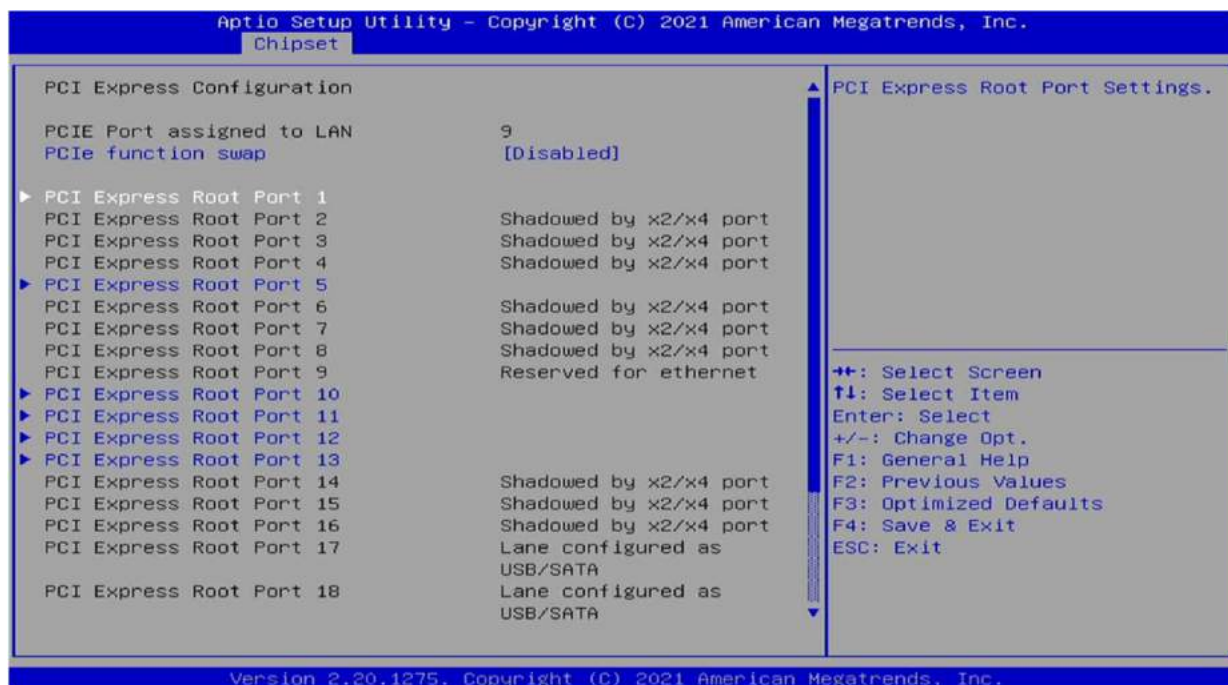 Aptio Setup Utility – Copyright (C) 2021 American Megatrends, Inc.
Chipset
PCI Express Configuration
PCIE Port assigned to LAN 9
PCIe function swap [Disabled]
PCI Express Root Port 1
PCI Express Root Port 2 Shadowed by x2/x4 port
PCI Express Root Port 3 Shadowed by x2/x4 port
PCI Express Root Port 4 Shadowed by x2/x4 port
PCI Express Root Port 5
PCI Express Root Port 6 Shadowed by x2/x4 port
PCI Express Root Port 7 Shadowed by x2/x4 port
PCI Express Root Port 8 Shadowed by x2/x4 port
PCI Express Root Port 9 Reserved for ethernet
PCI Express Root Port 10
PCI Express Root Port 11
PCI Express Root Port 12
PCI Express Root Port 13
PCI Express Root Port 14 Shadowed by x2/x4 port
PCI Express Root Port 15 Shadowed by x2/x4 port
PCI Express Root Port 16 Shadowed by x2/x4 port
PCI Express Root Port 17 Lane configured as
USB/SATA
PCI Express Root Port 18 Lane configured as
USB/SATA
PCI Express Root Port Settings.
→←: Select Screen
↑↓: Select Item
Enter: Select
+/-: Change Opt.
F1: General Help
F2: Previous Values
F3: Optimized Defaults
F4: Save & Exit
ESC: Exit
Version 2.20.1275. Copyright (C) 2021 American Megatrends, Inc.